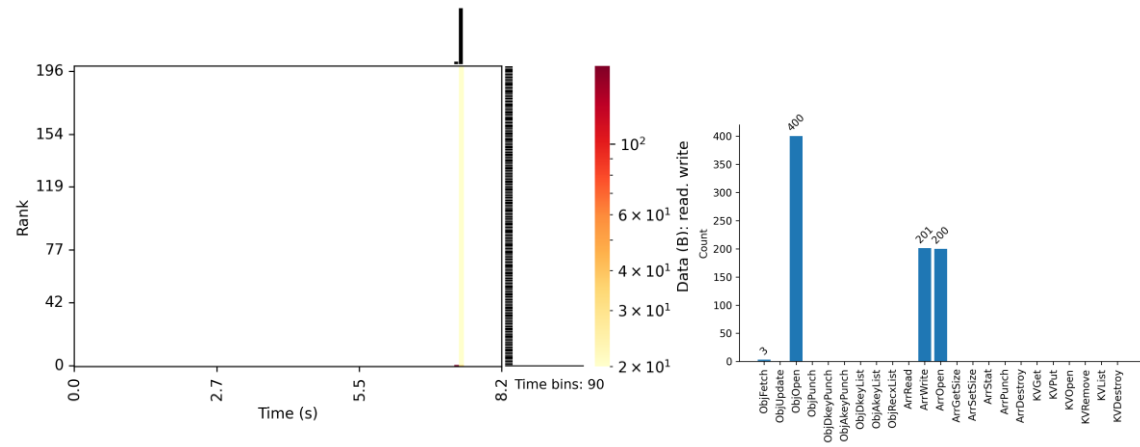 196
154
119
77
42
0
Rank
0.0
2.7
5.5
8.2
Time (s)
Time bins: 90
10²
6 × 10¹
4 × 10¹
3 × 10¹
2 × 10¹
Data (B): read. write
400
350
300
250
200
150
100
50
0
Count
3
400
201
200
ObjFetch
ObjUpdate
ObjOpen
ObjPunch
ObjDkeyPunch
ObjAkeyPunch
ObjDkeyList
ObjAkeyList
ObjRecxList
ArrRead
ArrWrite
ArrOpen
ArrGetSize
ArrSetSize
ArrStat
ArrPunch
ArrDestroy
KVGet
KVPut
KVOpen
KVRemove
KVList
KVDestroy